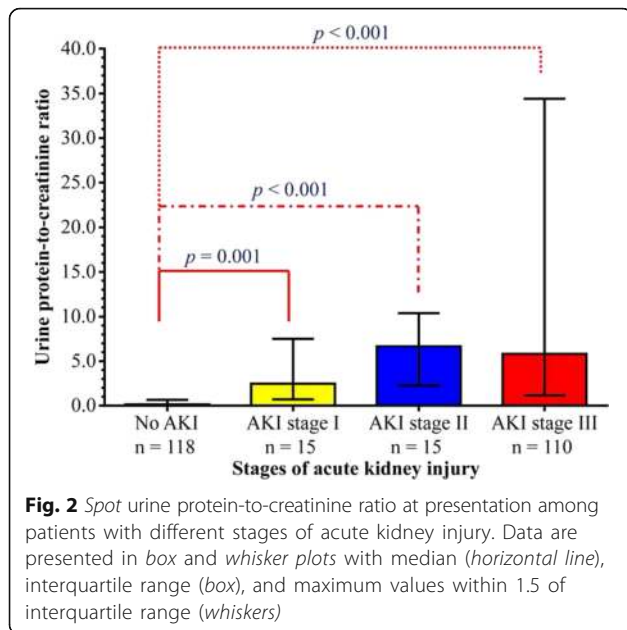 40.0
35.0
30.0
25.0
20.0
15.0
10.0
5.0
0.0
Urine protein-to-creatinine ratio
p < 0.001
p < 0.001
p = 0.001
No AKI AKI stage I AKI stage II AKI stage III
n = 118 n = 15 n = 15 n = 110
Stages of acute kidney injury
Fig. 2 Spot urine protein-to-creatinine ratio at presentation among
patients with different stages of acute kidney injury. Data are
presented in box and whisker plots with median (horizontal line),
interquartile range (box), and maximum values within 1.5 of
interquartile range (whiskers)